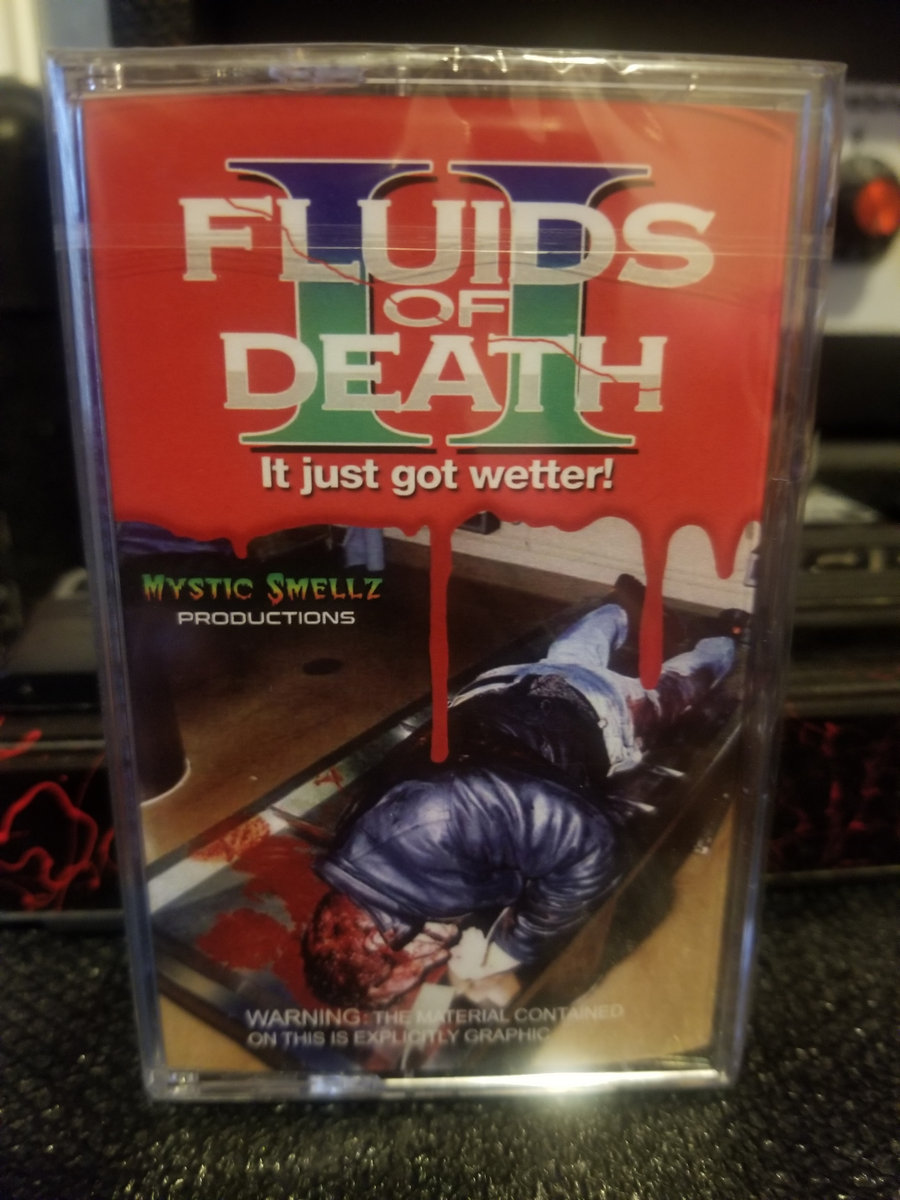 II
FLUIDS
OF
DEATH
It just got wetter!
MYSTIC SMELLZ
PRODUCTIONS
WARNING: THE MATERIAL CONTAINED
ON THIS IS EXPLICITLY GRAPHIC